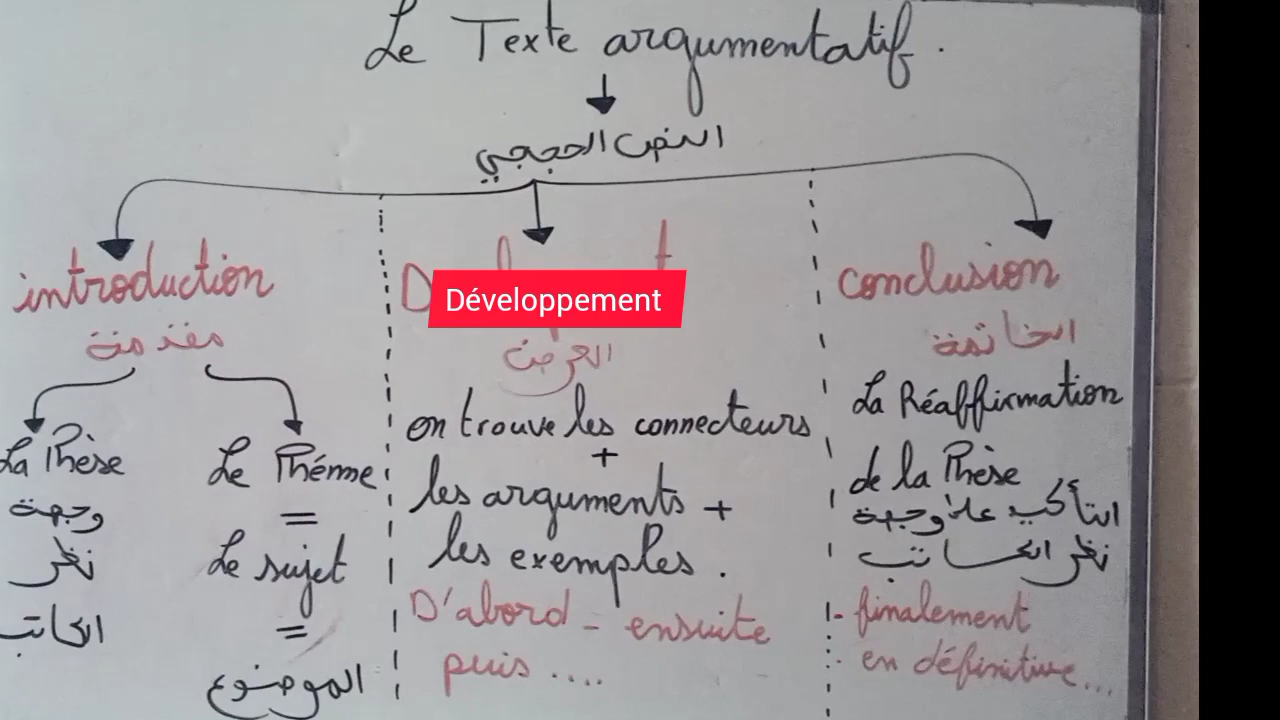 Le Texte argumentatif.
النص الحججي
introduction
مقدمة
La Thèse
وجهة
نظر
الكاتب
Le Thémme
=
Le sujet
=
الموضوع
Développement
العرض
on trouve les connecteurs
+
les arguments +
les exemples.
D'abord - ensuite
puis ....
conclusion
الخاتمة
La Réaffirmation
de la Thèse
التأكيد على وجهة
نظر الكاتب
- finalement
en définitive...